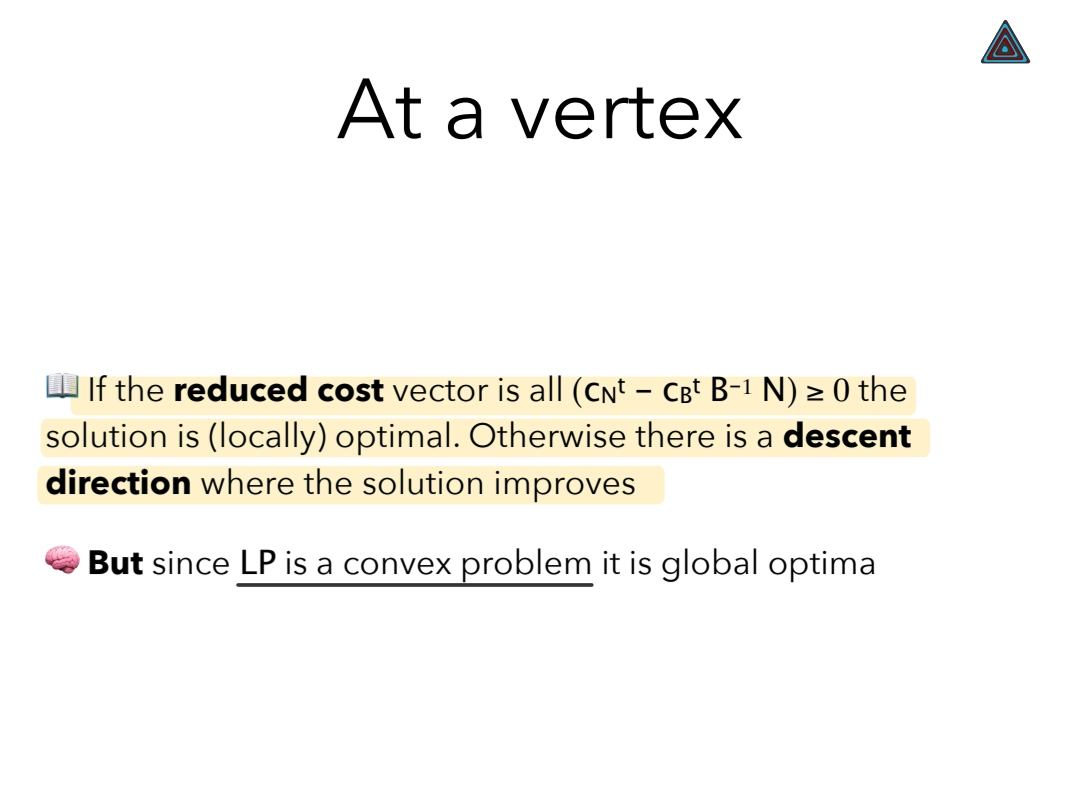 At a vertex
📖 If the reduced cost vector is all (c_N^t − c_B^t B⁻¹ N) ≥ 0 the
solution is (locally) optimal. Otherwise there is a descent
direction where the solution improves
🧠 But since LP is a convex problem it is global optima